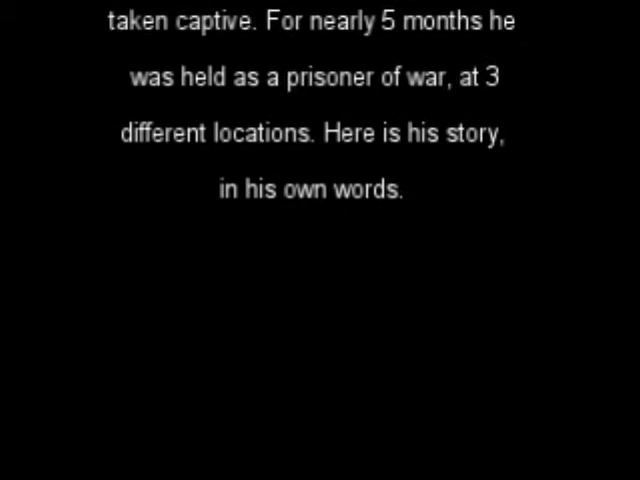 taken captive. For nearly 5 months he
was held as a prisoner of war, at 3
different locations. Here is his story,
in his own words.